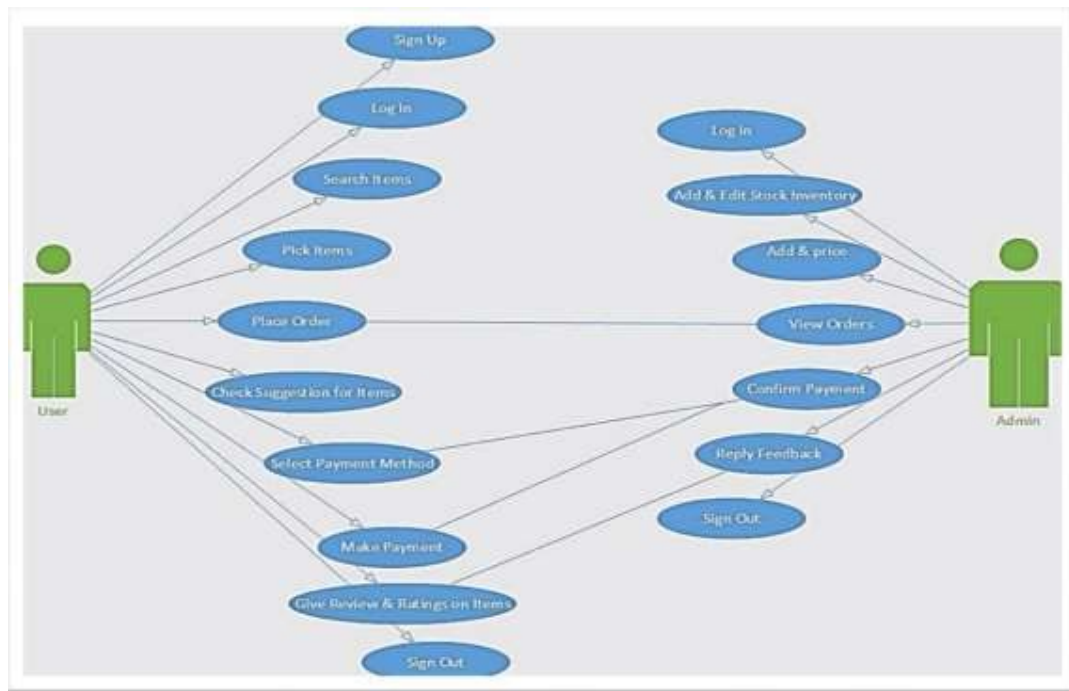 Sign Up
Log In
Search Items
Pick Items
Place Order
Check Suggestion for Items
Select Payment Method
Make Payment
Give Review & Ratings on Items
Sign Out
User
Log in
Add & Edit Stock Inventory
Add & price
View Orders
Confirm Payment
Reply Feedback
Sign Out
Admin